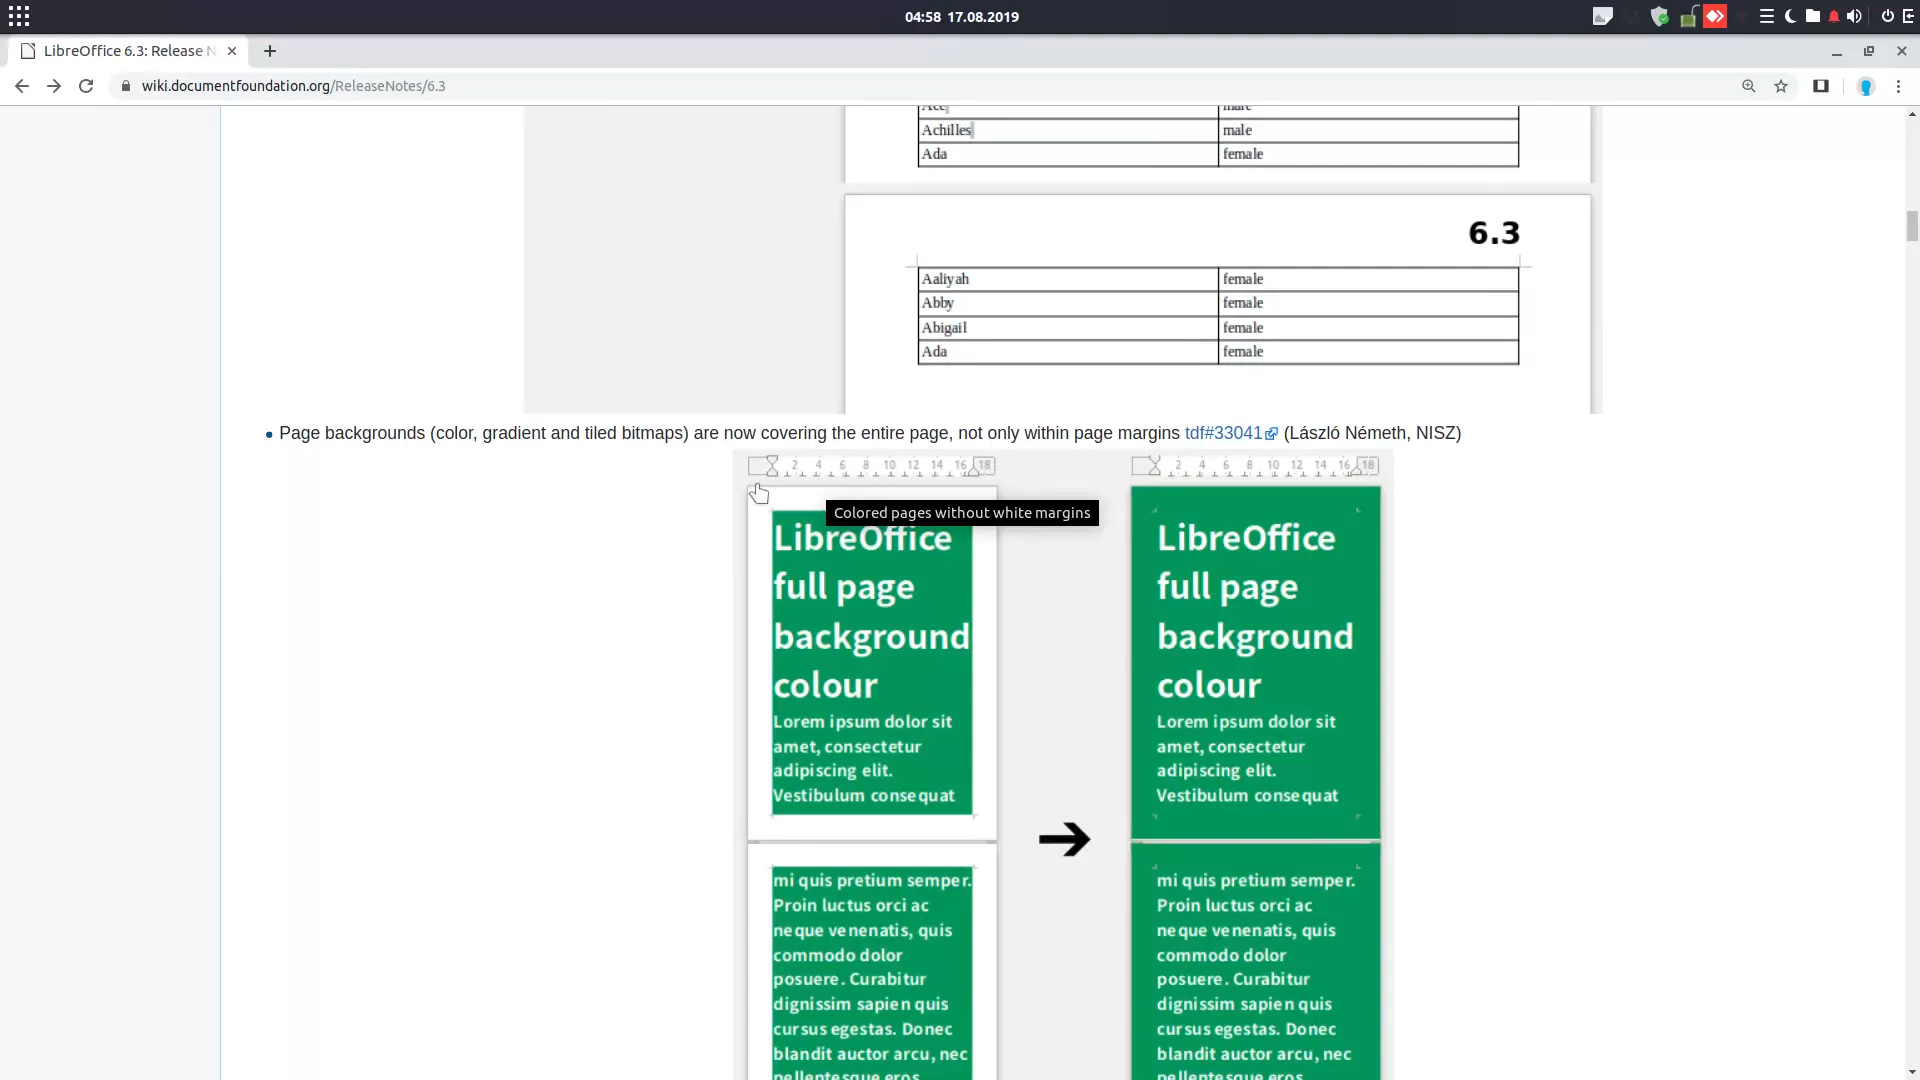 04:58 17.08.2019
LibreOffice 6.3: Release N
wiki.documentfoundation.org/ReleaseNotes/6.3
Ace male
Achilles male
Ada female
6.3
Aaliyah female
Abby female
Abigail female
Ada female
Page backgrounds (color, gradient and tiled bitmaps) are now covering the entire page, not only within page margins tdf#33041 (László Németh, NISZ)
2 4 6 8 10 12 14 16 18
Colored pages without white margins
LibreOffice
full page
background
colour
Lorem ipsum dolor sit
amet, consectetur
adipiscing elit.
Vestibulum consequat
mi quis pretium semper.
Proin luctus orci ac
neque venenatis, quis
commodo dolor
posuere. Curabitur
dignissim sapien quis
cursus egestas. Donec
blandit auctor arcu, nec
pellentesque eros
2 4 6 8 10 12 14 16 18
LibreOffice
full page
background
colour
Lorem ipsum dolor sit
amet, consectetur
adipiscing elit.
Vestibulum consequat
mi quis pretium semper.
Proin luctus orci ac
neque venenatis, quis
commodo dolor
posuere. Curabitur
dignissim sapien quis
cursus egestas. Donec
blandit auctor arcu, nec
pellentesque eros